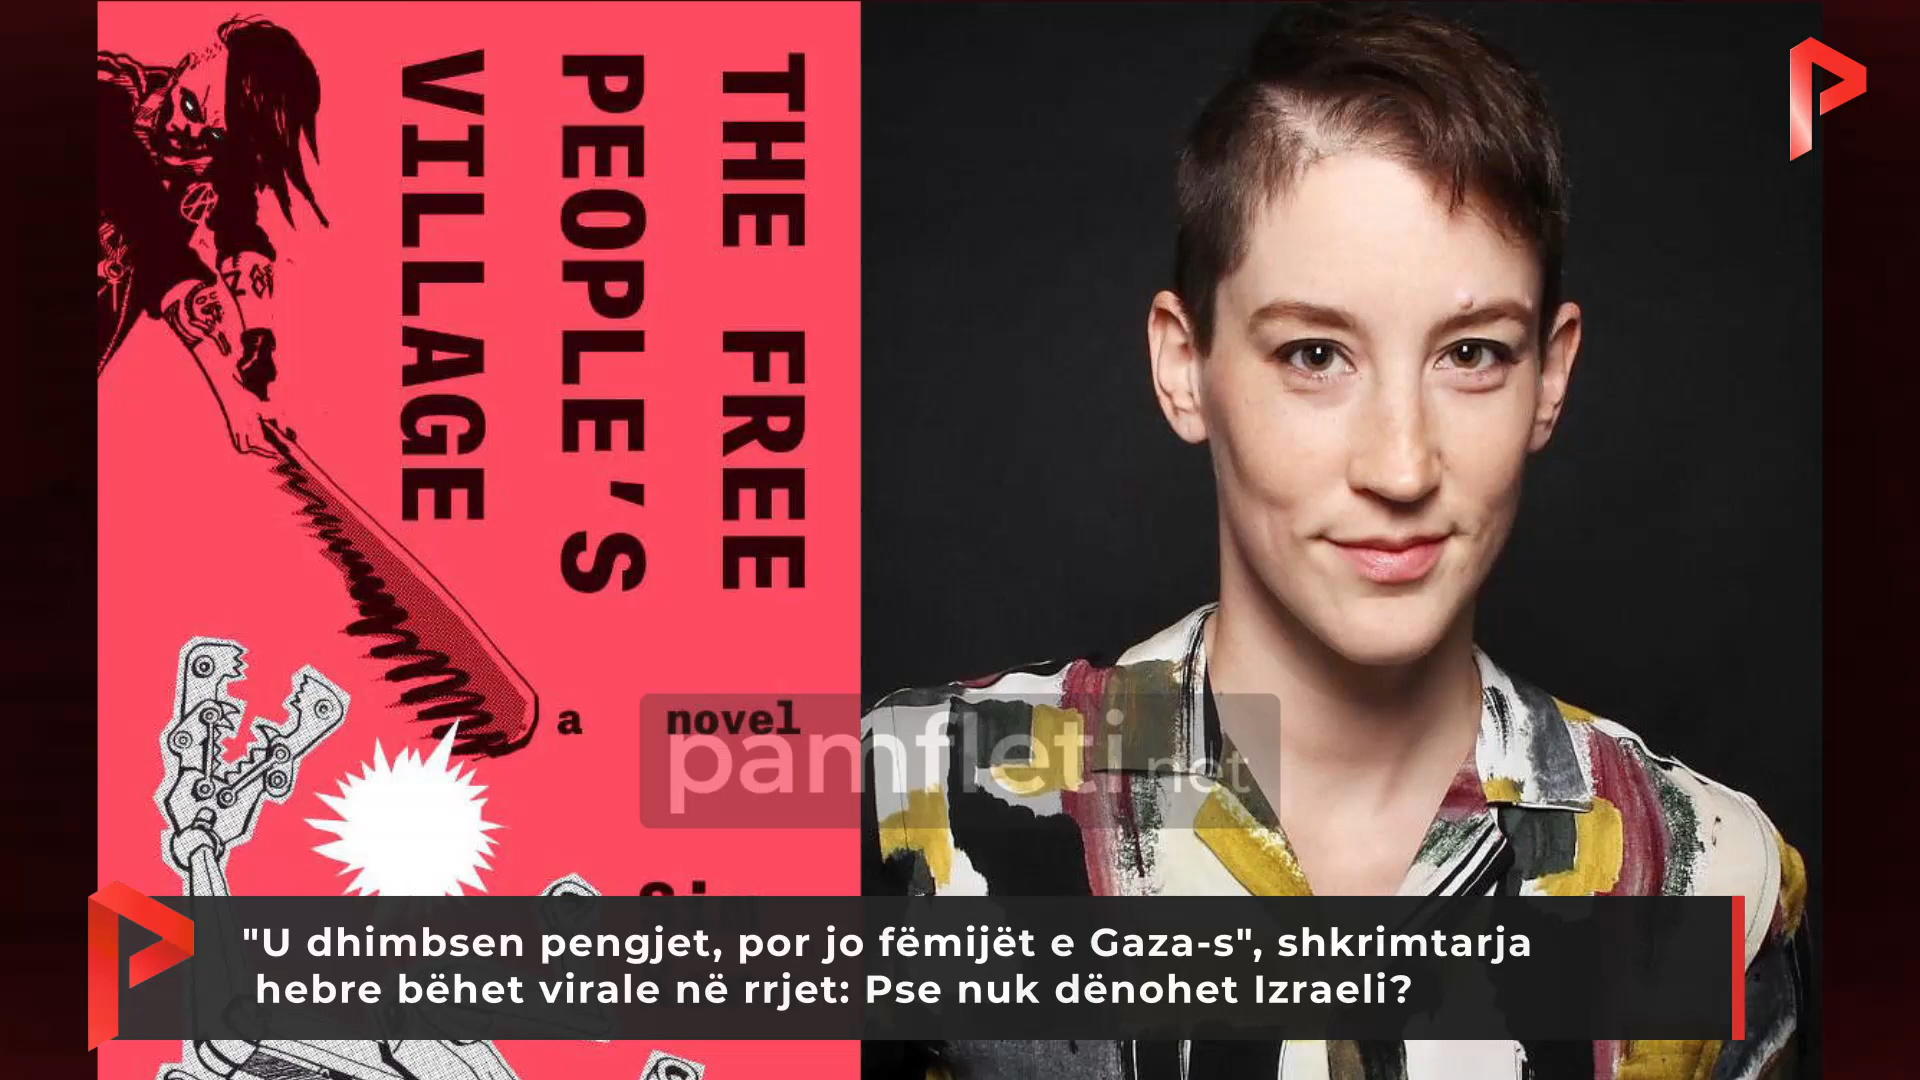 THE FREE
PEOPLE'S
VILLAGE
a novel
pamfleti.net
"U dhimbsen pengjet, por jo fëmijët e Gaza-s", shkrimtarja
hebre bëhet virale në rrjet: Pse nuk dënohet Izraeli?